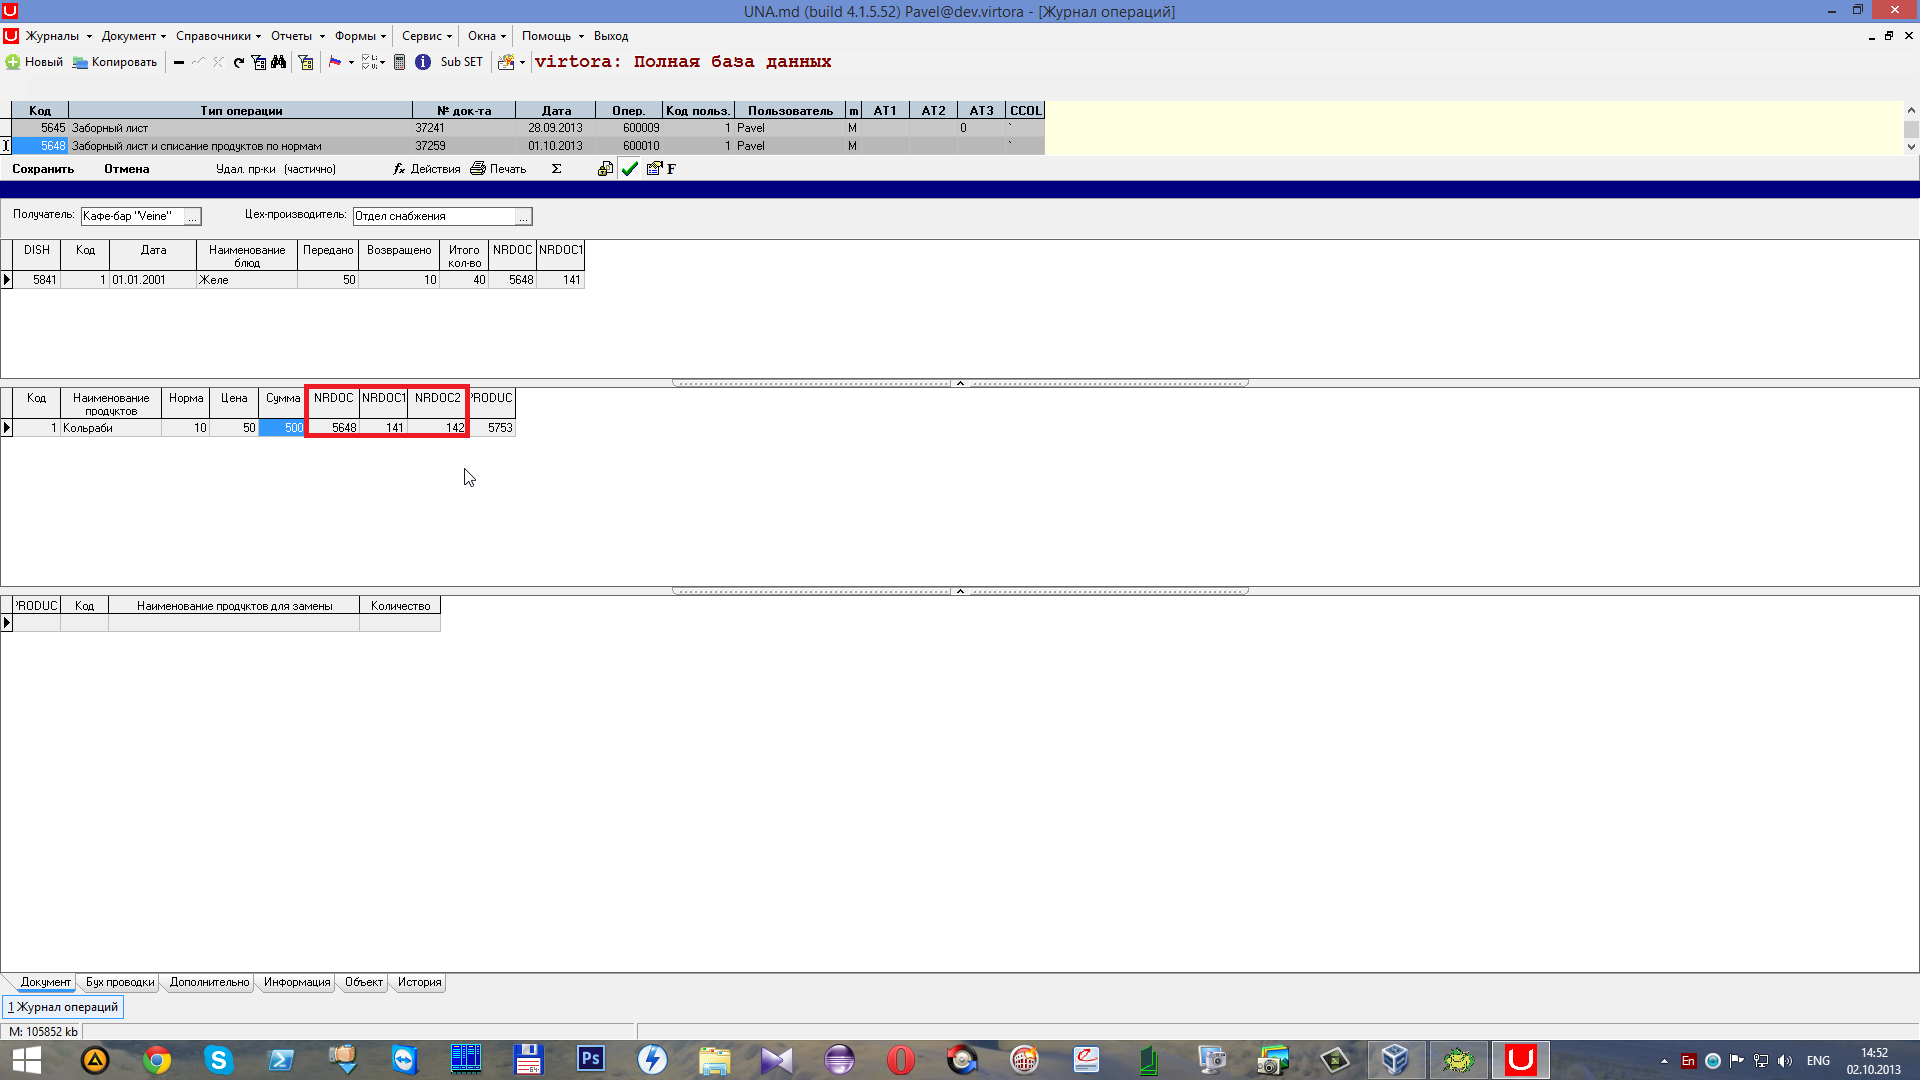 UNA.md (build 4.1.5.52) Pavel@dev.virtora - [Журнал операций]
Журналы Документ Справочники Отчеты Формы Сервис Окна Помощь Выход
Новый Копировать Sub SET virtora: Полная база данных
Код Тип операции № док-та Дата Опер. Код польз. Пользователь m AT1 AT2 AT3 CCOL
5645 Заборный лист 37241 28.09.2013 600009 1 Pavel M 0 `
5648 Заборный лист и списание продуктов по нормам 37259 01.10.2013 600010 1 Pavel M `
Сохранить Отмена Удал. пр-ки (частично) fx Действия Печать Σ F
Получатель: Кафе-бар "Veine" ... Цех-производитель: Отдел снабжения ...
DISH Код Дата Наименование блюд Передано Возвращено Итого кол-во NRDOC NRDOC1
5841 1 01.01.2001 Желе 50 10 40 5648 141
Код Наименование продуктов Норма Цена Сумма NRDOC NRDOC1 NRDOC2 PRODUC
1 Кольраби 10 50 500 5648 141 142 5753
PRODUC Код Наименование продуктов для замены Количество
Документ Бух проводки Дополнительно Информация Объект История
1 Журнал операций
M: 105852 kb
64 Ps En ENG 14:52
02.10.2013